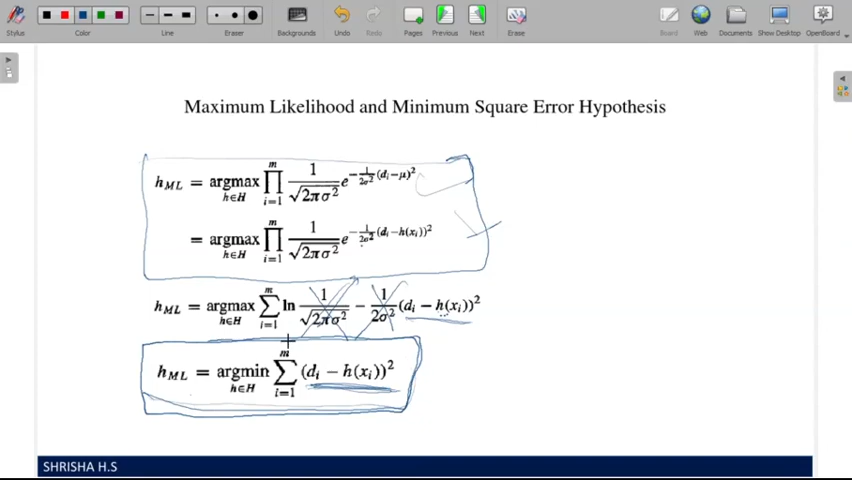 Stylus Color Line Eraser Backgrounds Undo Redo Pages Previous Next Erase Board Web Documents Show Desktop OpenBoard
Maximum Likelihood and Minimum Square Error Hypothesis
h_ML = argmax_{h∈H} ∏_{i=1}^{m} 1/√(2πσ²) e^{-1/(2σ²)(d_i − μ)²}
= argmax_{h∈H} ∏_{i=1}^{m} 1/√(2πσ²) e^{-1/(2σ²)(d_i − h(x_i))²}
h_ML = argmax_{h∈H} ∑_{i=1}^{m} ln 1/√(2πσ²) − 1/(2σ²)(d_i − h(x_i))²
h_ML = argmin_{h∈H} ∑_{i=1}^{m} (d_i − h(x_i))²
SHRISHA H.S